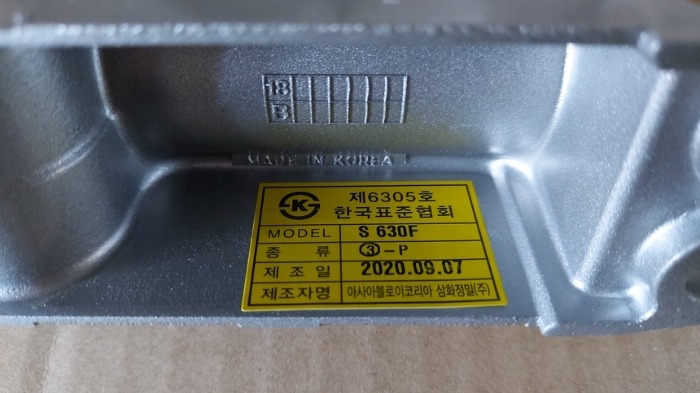 18
B
MADE IN KOREA
K
제6305호
한국표준협회
MODEL S 630F
종 류 ③-P
제 조 일 2020.09.07
제조자명 아사아블로이코리아 삼화정밀(주)